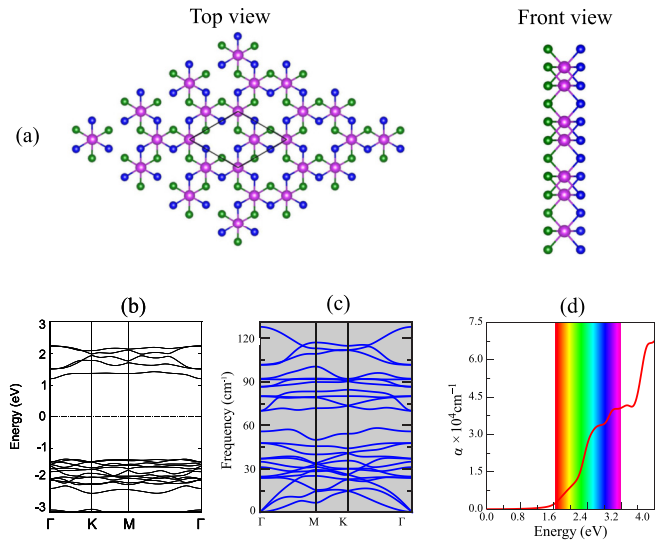 Top view Front view
(a)
(b) (c) (d)
3
2
1
0
-1
-2
-3
Energy (eV)
Γ K M Γ
120
90
60
30
0
Frequency (cm⁻¹)
Γ M K Γ
7.5
6.0
4.5
3.0
1.5
0.0
α × 10⁴cm⁻¹
0.0 0.8 1.6 2.4 3.2 4.0
Energy (eV)